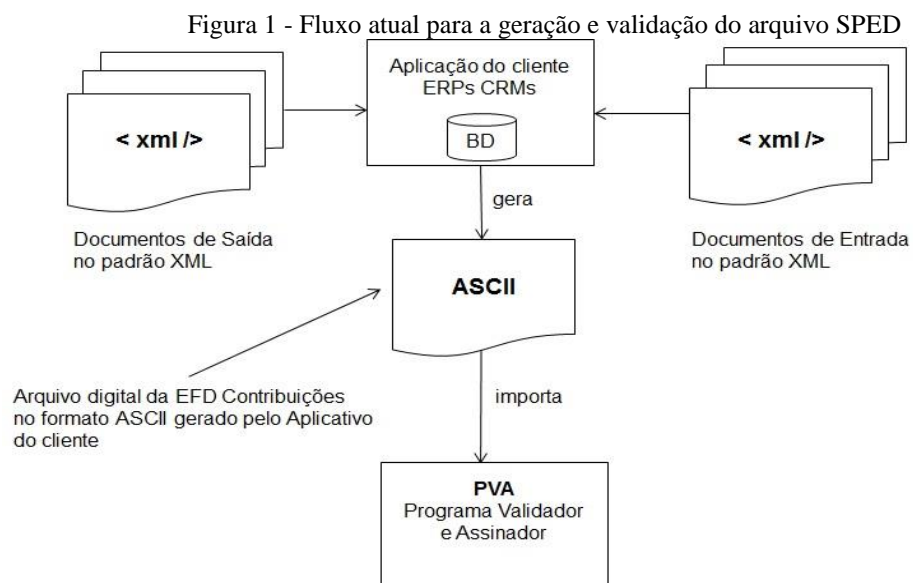 Figura 1 - Fluxo atual para a geração e validação do arquivo SPED
Aplicação do cliente
ERPs CRMs
BD
< xml />
< xml />
gera
Documentos de Saída
no padrão XML
Documentos de Entrada
no padrão XML
ASCII
Arquivo digital da EFD Contribuições
no formato ASCII gerado pelo Aplicativo
do cliente
importa
PVA
Programa Validador
e Assinador